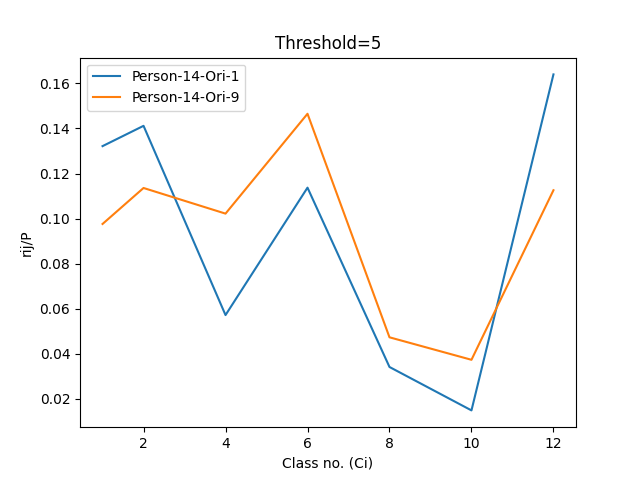 Threshold=5
Person-14-Ori-1
Person-14-Ori-9
rij/P
0.16
0.14
0.12
0.10
0.08
0.06
0.04
0.02
2 4 6 8 10 12
Class no. (Ci)